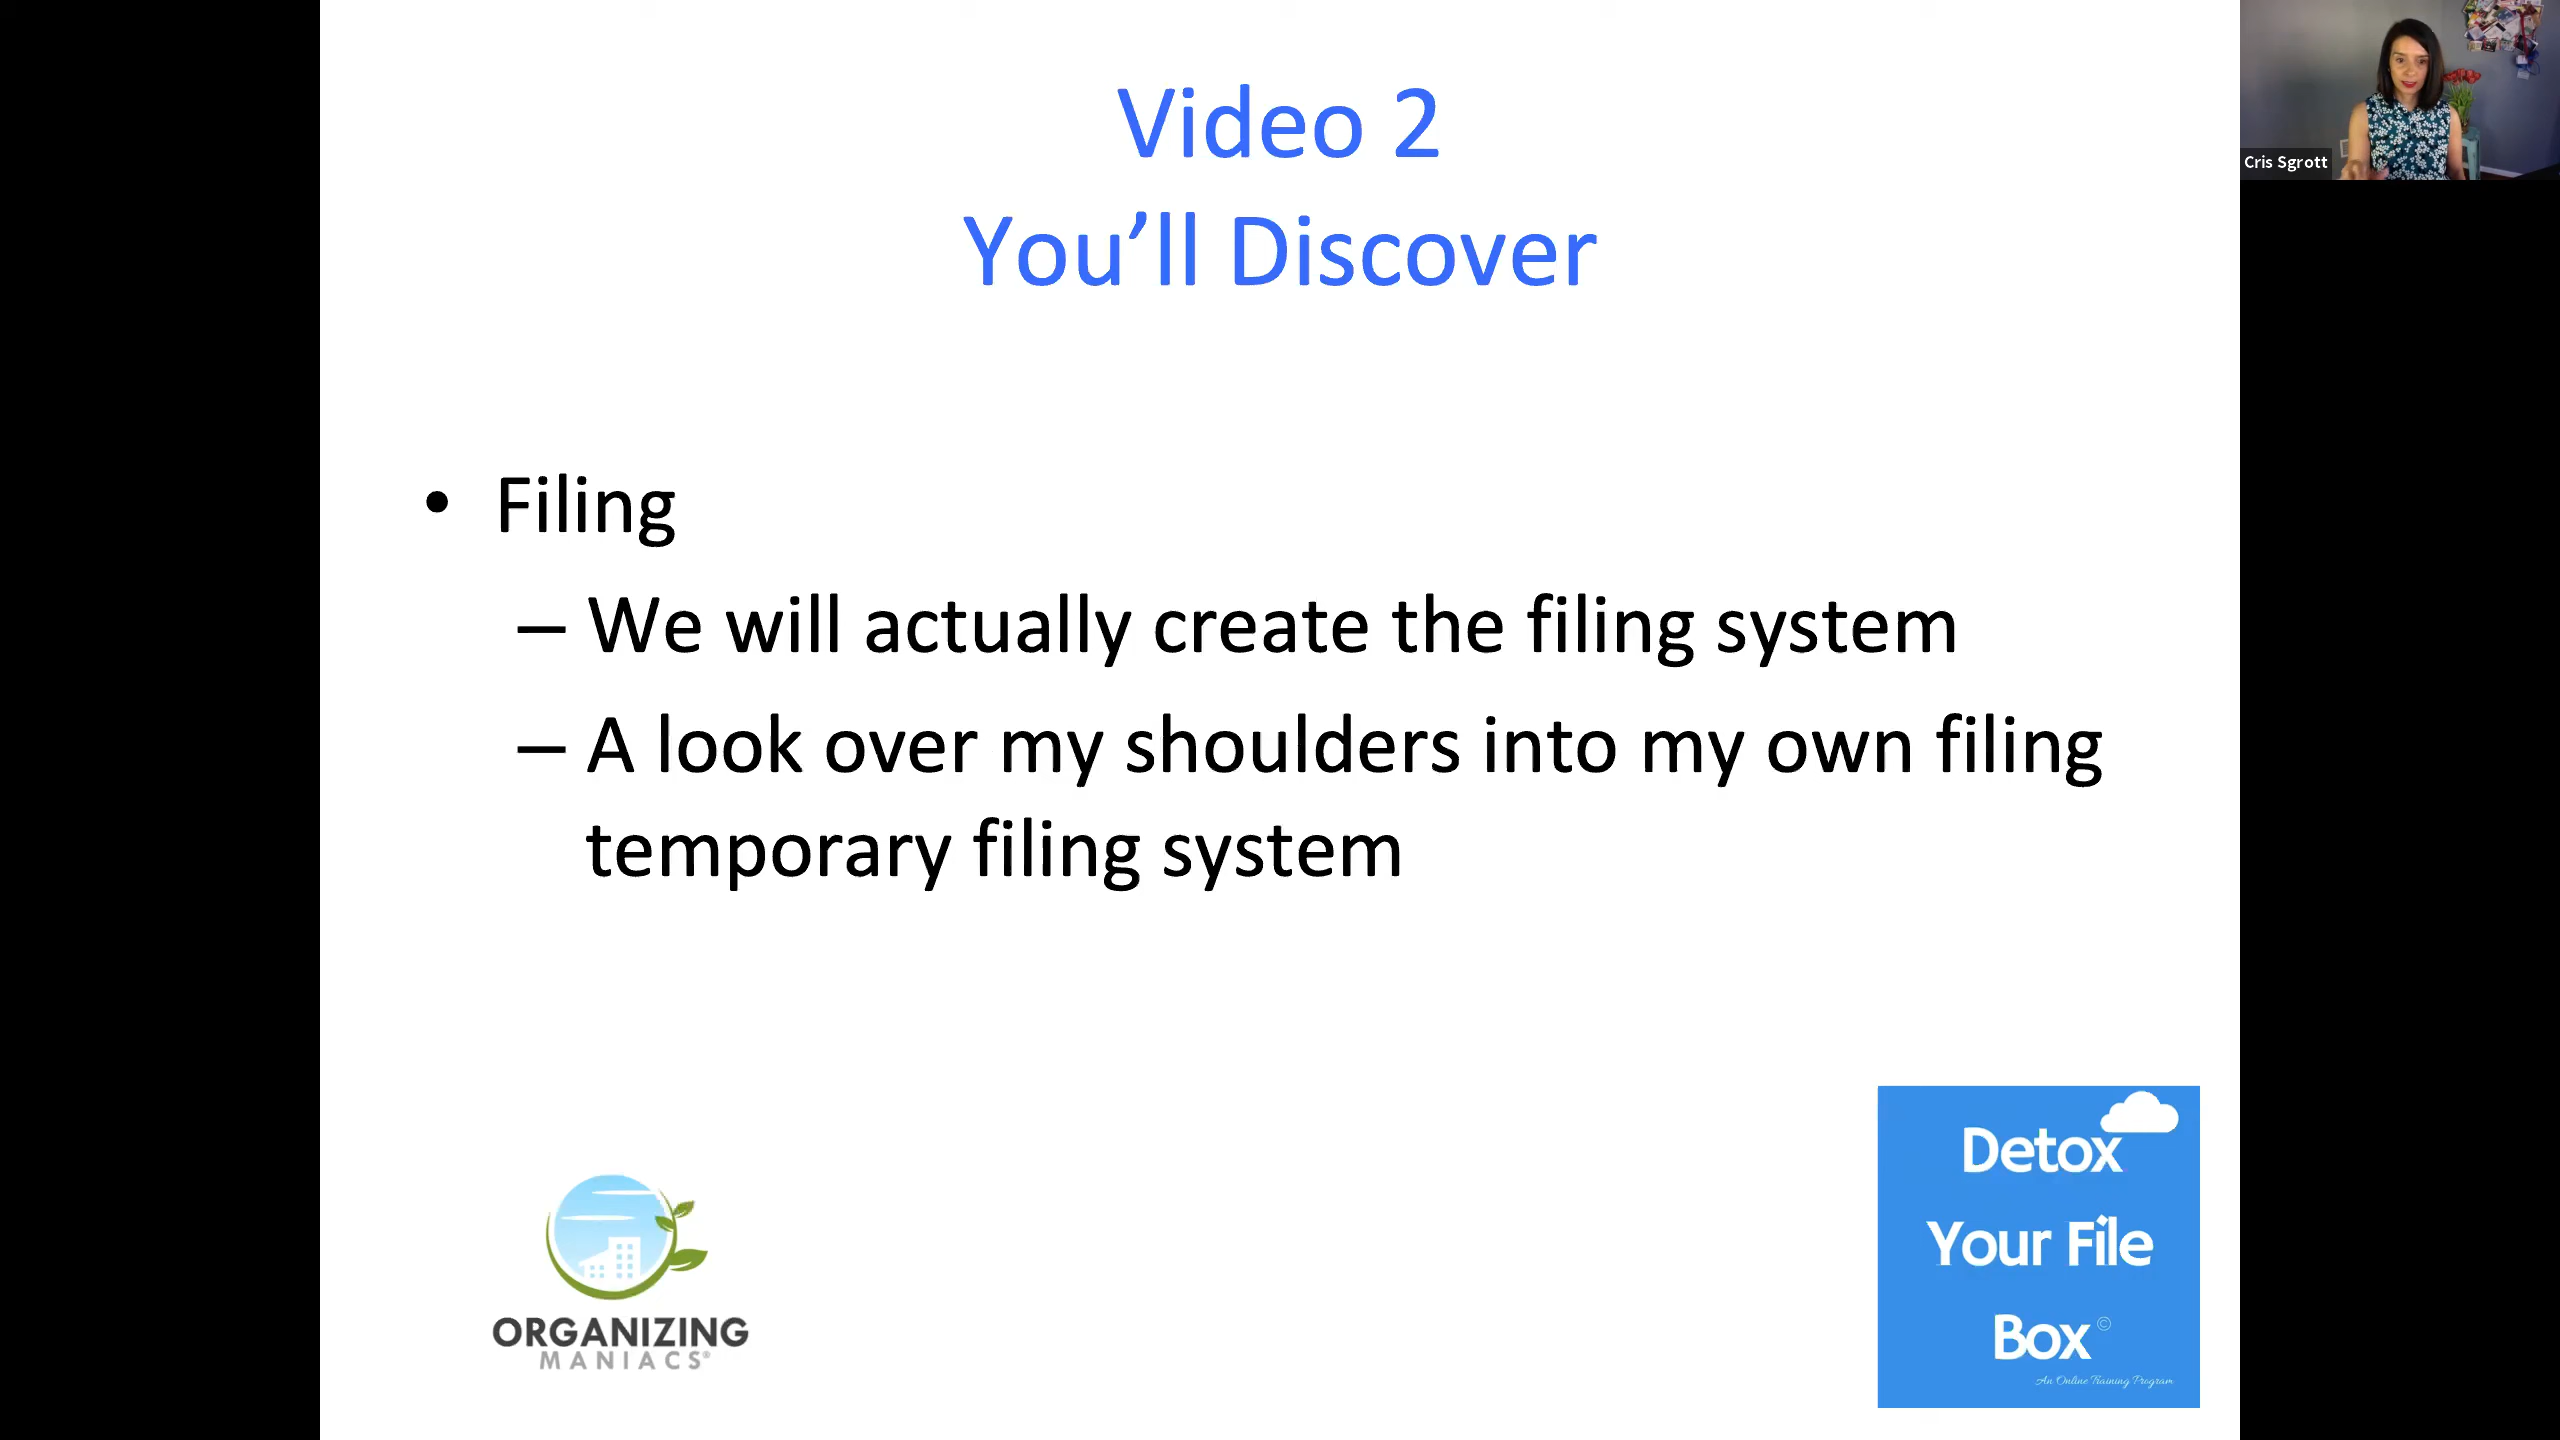 Video 2
You’ll Discover
• Filing
– We will actually create the filing system
– A look over my shoulders into my own filing
temporary filing system
ORGANIZING
MANIACS®
Detox
Your File
Box©
An Online Training Program
Cris Sgrott